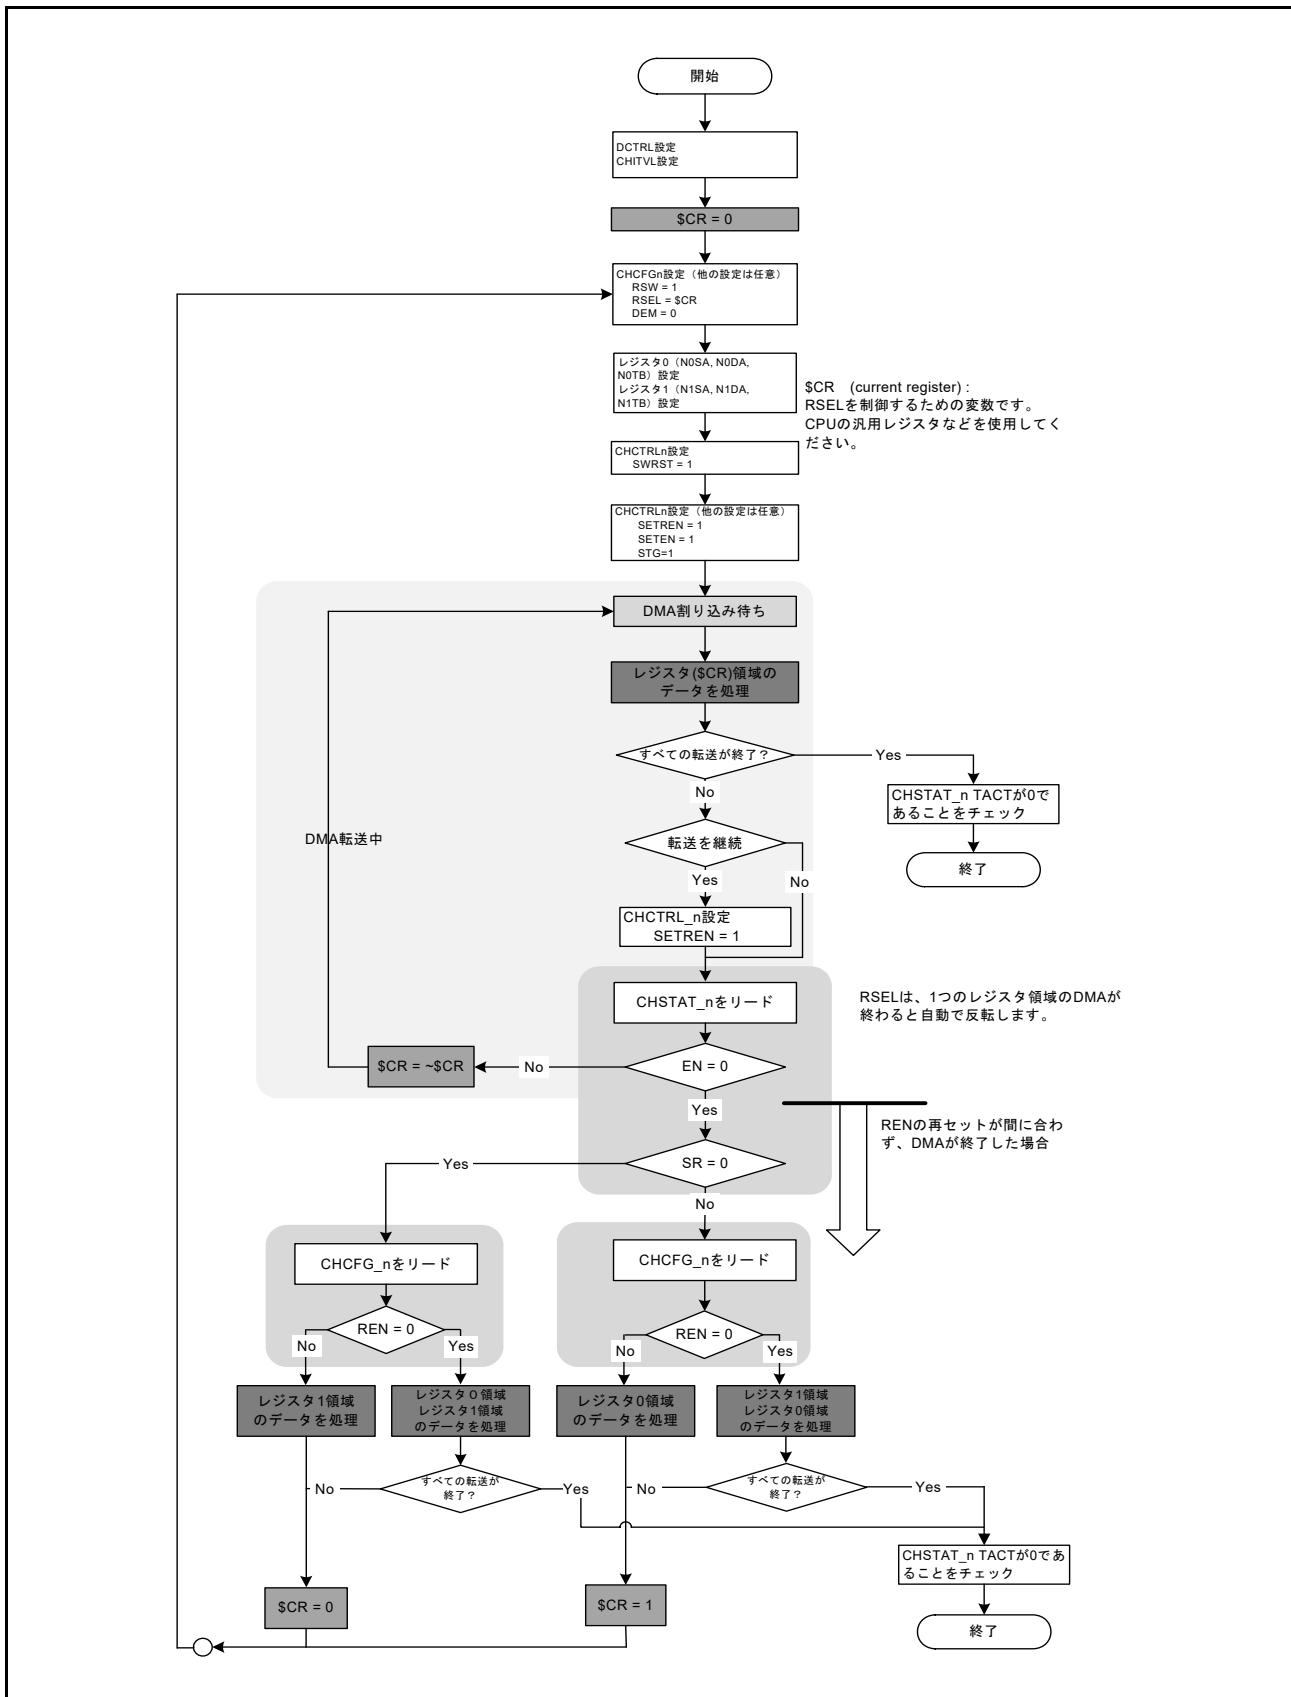 開始
DCTRL設定
CHITVL設定
$CR = 0
CHCFGn設定（他の設定は任意）
RSW = 1
RSEL = $CR
DEM = 0
レジスタ0（N0SA, N0DA,
N0TB）設定
レジスタ1（N1SA, N1DA,
N1TB）設定
$CR (current register) :
RSELを制御するための変数です。
CPUの汎用レジスタなどを使用してく
ださい。
CHCTRLn設定
SWRST = 1
CHCTRLn設定（他の設定は任意）
SETREN = 1
SETEN = 1
STG=1
DMA割り込み待ち
レジスタ($CR)領域の
データを処理
すべての転送が終了？
Yes
No
CHSTAT_n TACTが0で
あることをチェック
終了
DMA転送中
転送を継続
Yes
No
CHCTRL_n設定
SETREN = 1
CHSTAT_nをリード
RSELは、1つのレジスタ領域のDMAが
終わると自動で反転します。
EN = 0
No
$CR = ~$CR
Yes
RENの再セットが間に合わ
ず、DMAが終了した場合
SR = 0
Yes
No
CHCFG_nをリード
CHCFG_nをリード
REN = 0
REN = 0
No
Yes
No
Yes
レジスタ1領域
のデータを処理
レジスタ０領域
レジスタ1領域
のデータを処理
レジスタ0領域
のデータを処理
レジスタ1領域
レジスタ0領域
のデータを処理
すべての転送が
終了？
No
Yes
すべての転送が
終了？
No
Yes
CHSTAT_n TACTが0であ
ることをチェック
$CR = 0
$CR = 1
終了